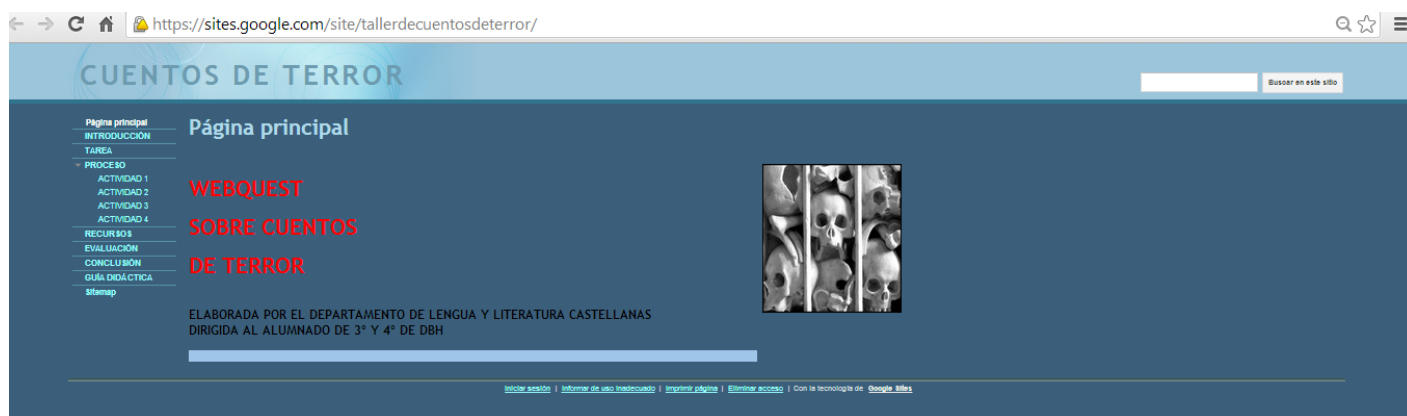 https://sites.google.com/site/tallerdecuentosdeterror/
CUENTOS DE TERROR
Buscar en este sitio
Página principal
INTRODUCCIÓN
TAREA
PROCESO
ACTIVIDAD 1
ACTIVIDAD 2
ACTIVIDAD 3
ACTIVIDAD 4
RECURSOS
EVALUACIÓN
CONCLUSIÓN
GUÍA DIDÁCTICA
Sitemap
Página principal
WEBQUEST
SOBRE CUENTOS
DE TERROR
ELABORADA POR EL DEPARTAMENTO DE LENGUA Y LITERATURA CASTELLANAS
DIRIGIDA AL ALUMNADO DE 3º Y 4º DE DBH
Iniciar sesión | Informar de uso inadecuado | Imprimir página | Eliminar acceso | Con la tecnología de Google Sites